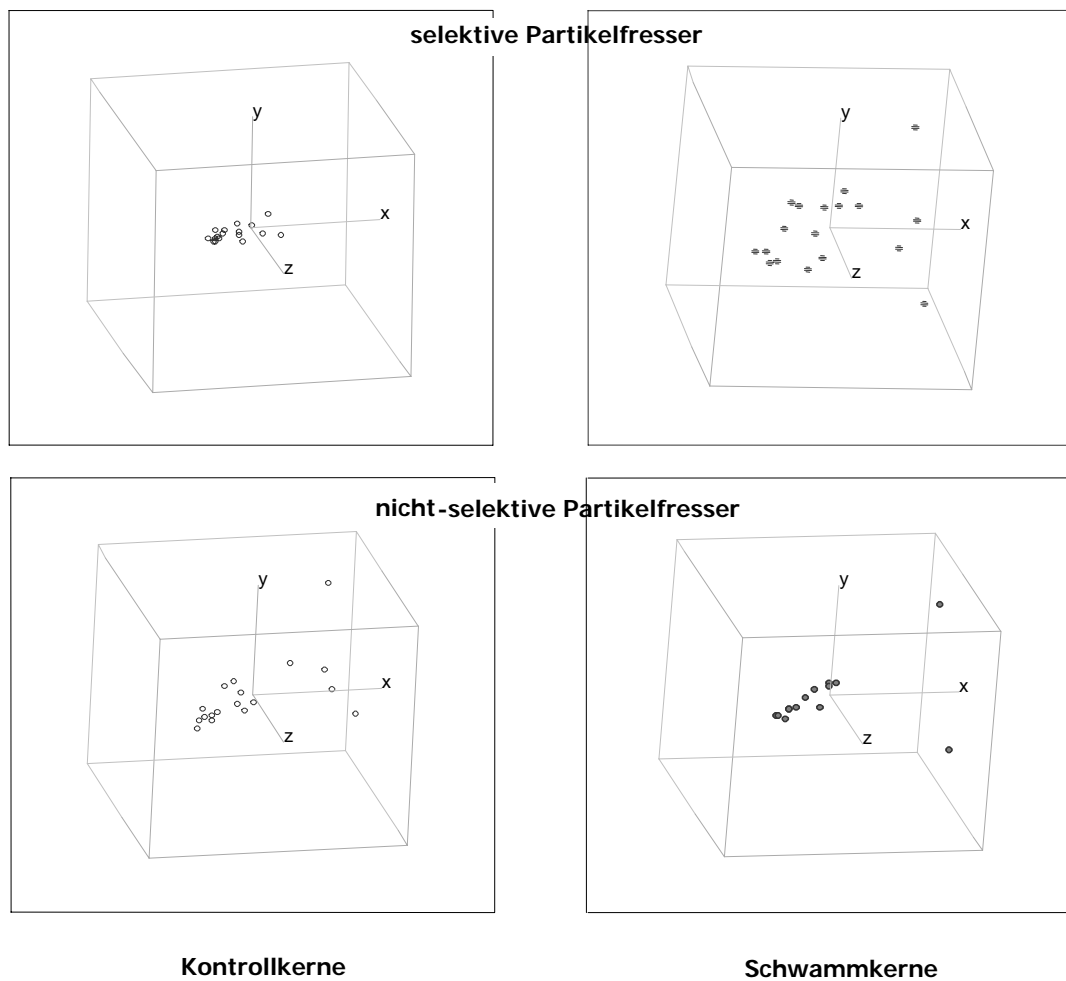 selektive Partikelfresser
y
x
z
y
x
z
nicht-selektive Partikelfresser
y
x
z
y
x
z
Kontrollkerne
Schwammkerne